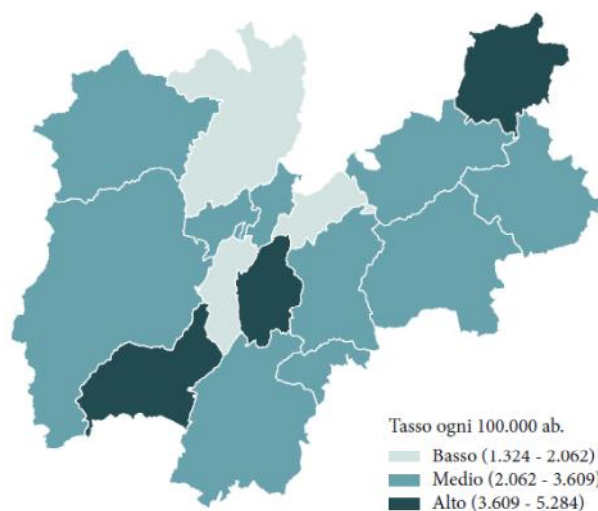 Tasso ogni 100.000 ab.
Basso (1.324 - 2.062)
Medio (2.062 - 3.609)
Alto (3.609 - 5.284)